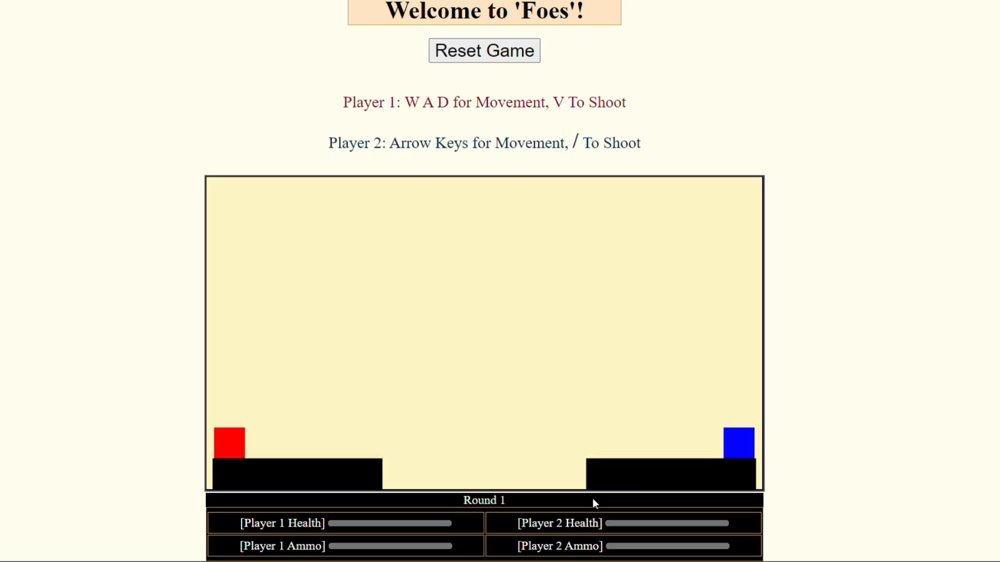 Welcome to 'Foes'!
Reset Game
Player 1: W A D for Movement, V To Shoot
Player 2: Arrow Keys for Movement, / To Shoot
Round 1
[Player 1 Health] [Player 2 Health]
[Player 1 Ammo] [Player 2 Ammo]